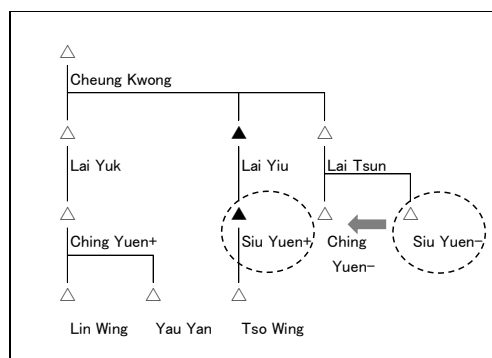 Cheung Kwong
Lai Yuk
Lai Yiu
Lai Tsun
Ching Yuen+
Siu Yuen+
Ching
Yuen-
Siu Yuen-
Lin Wing
Yau Yan
Tso Wing